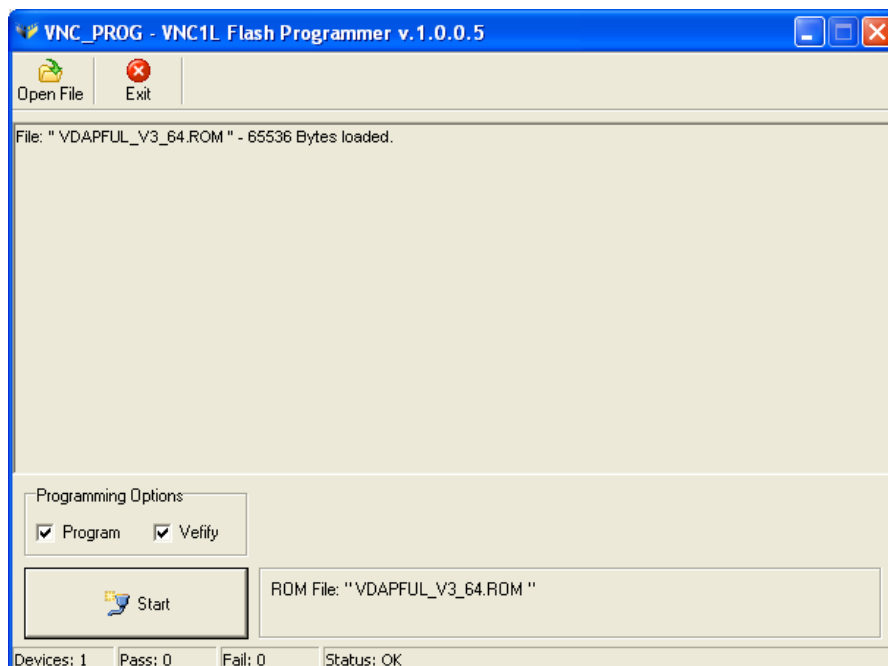 VNC_PROG - VNC1L Flash Programmer v.1.0.0.5
Open File Exit
File: " VDAPFUL_V3_64.ROM " - 65536 Bytes loaded.
Programming Options
Program Vefify
Start
ROM File: " VDAPFUL_V3_64.ROM "
Devices: 1 Pass: 0 Fail: 0 Status: OK